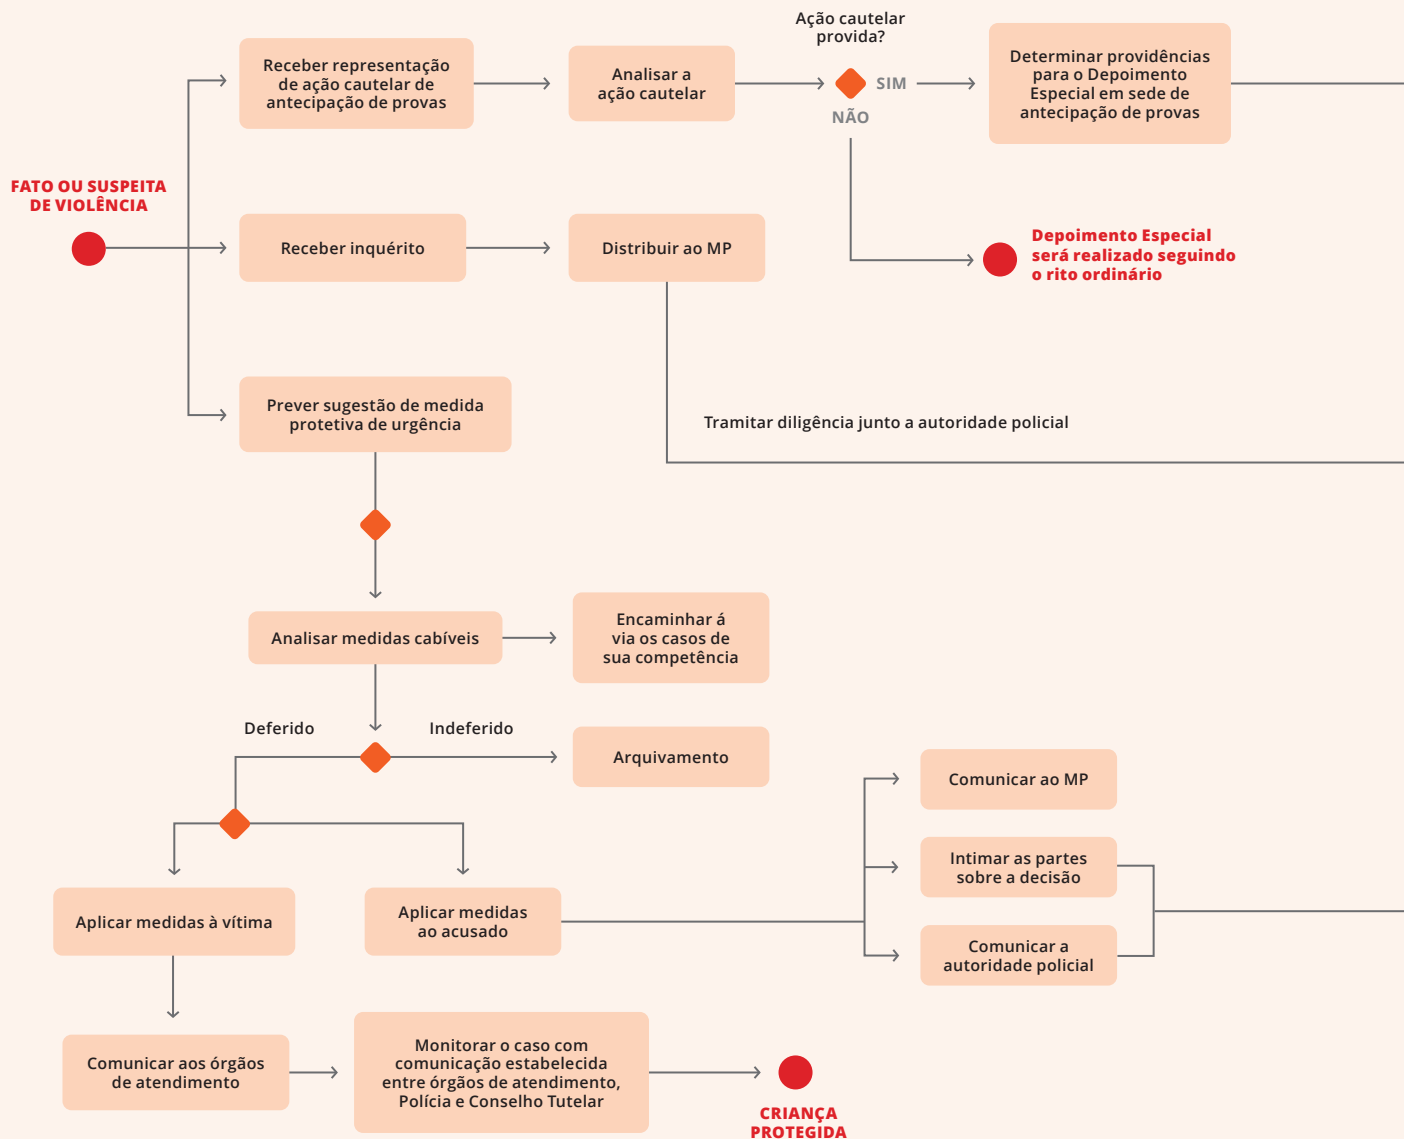 Ação cautelar
provida?
Receber representação
de ação cautelar de
antecipação de provas
Analisar a
ação cautelar
SIM
NÃO
Determinar providências
para o Depoimento
Especial em sede de
antecipação de provas
FATO OU SUSPEITA
DE VIOLÊNCIA
Receber inquérito
Distribuir ao MP
Depoimento Especial
será realizado seguindo
o rito ordinário
Prever sugestão de medida
protetiva de urgência
Tramitar diligência junto a autoridade policial
Analisar medidas cabíveis
Encaminhar á
via os casos de
sua competência
Deferido
Indeferido
Arquivamento
Comunicar ao MP
Intimar as partes
sobre a decisão
Comunicar a
autoridade policial
Aplicar medidas à vítima
Aplicar medidas
ao acusado
Comunicar aos órgãos
de atendimento
Monitorar o caso com
comunicação estabelecida
entre órgãos de atendimento,
Polícia e Conselho Tutelar
CRIANÇA
PROTEGIDA